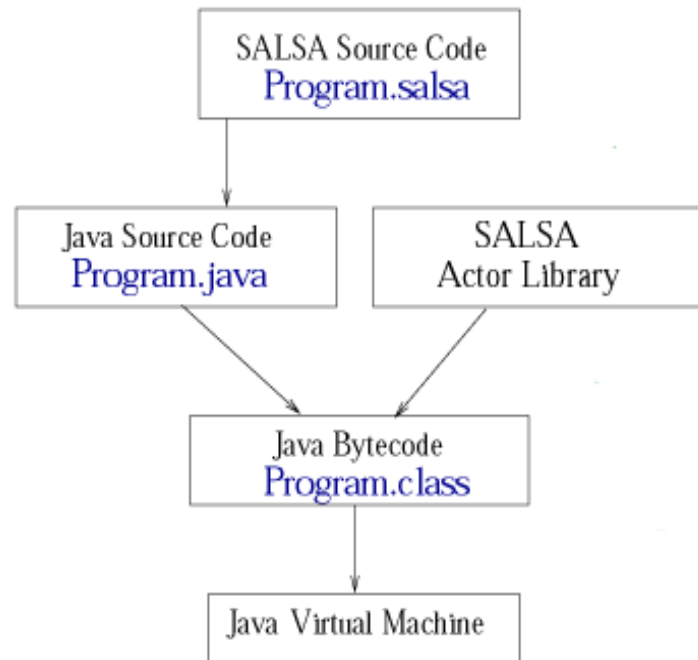 SALSA Source Code
Program.salsa
Java Source Code
Program.java
SALSA
Actor Library
Java Bytecode
Program.class
Java Virtual Machine